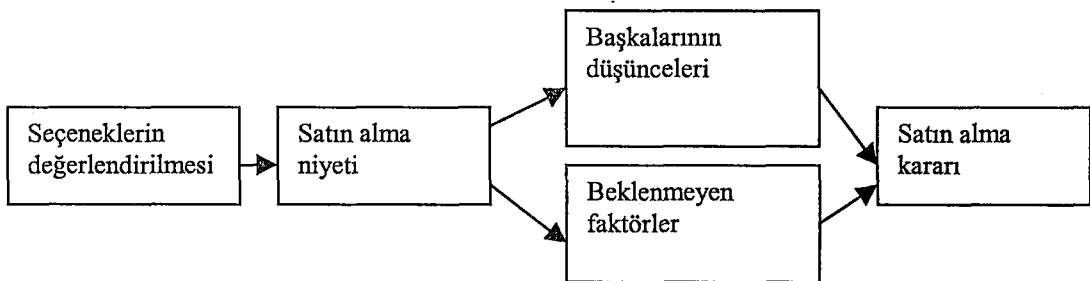 Seçeneklerin
değerlendirilmesi
Satın alma
niyeti
Başkalarının
düşünceleri
Beklenmeyen
faktörler
Satın alma
kararı